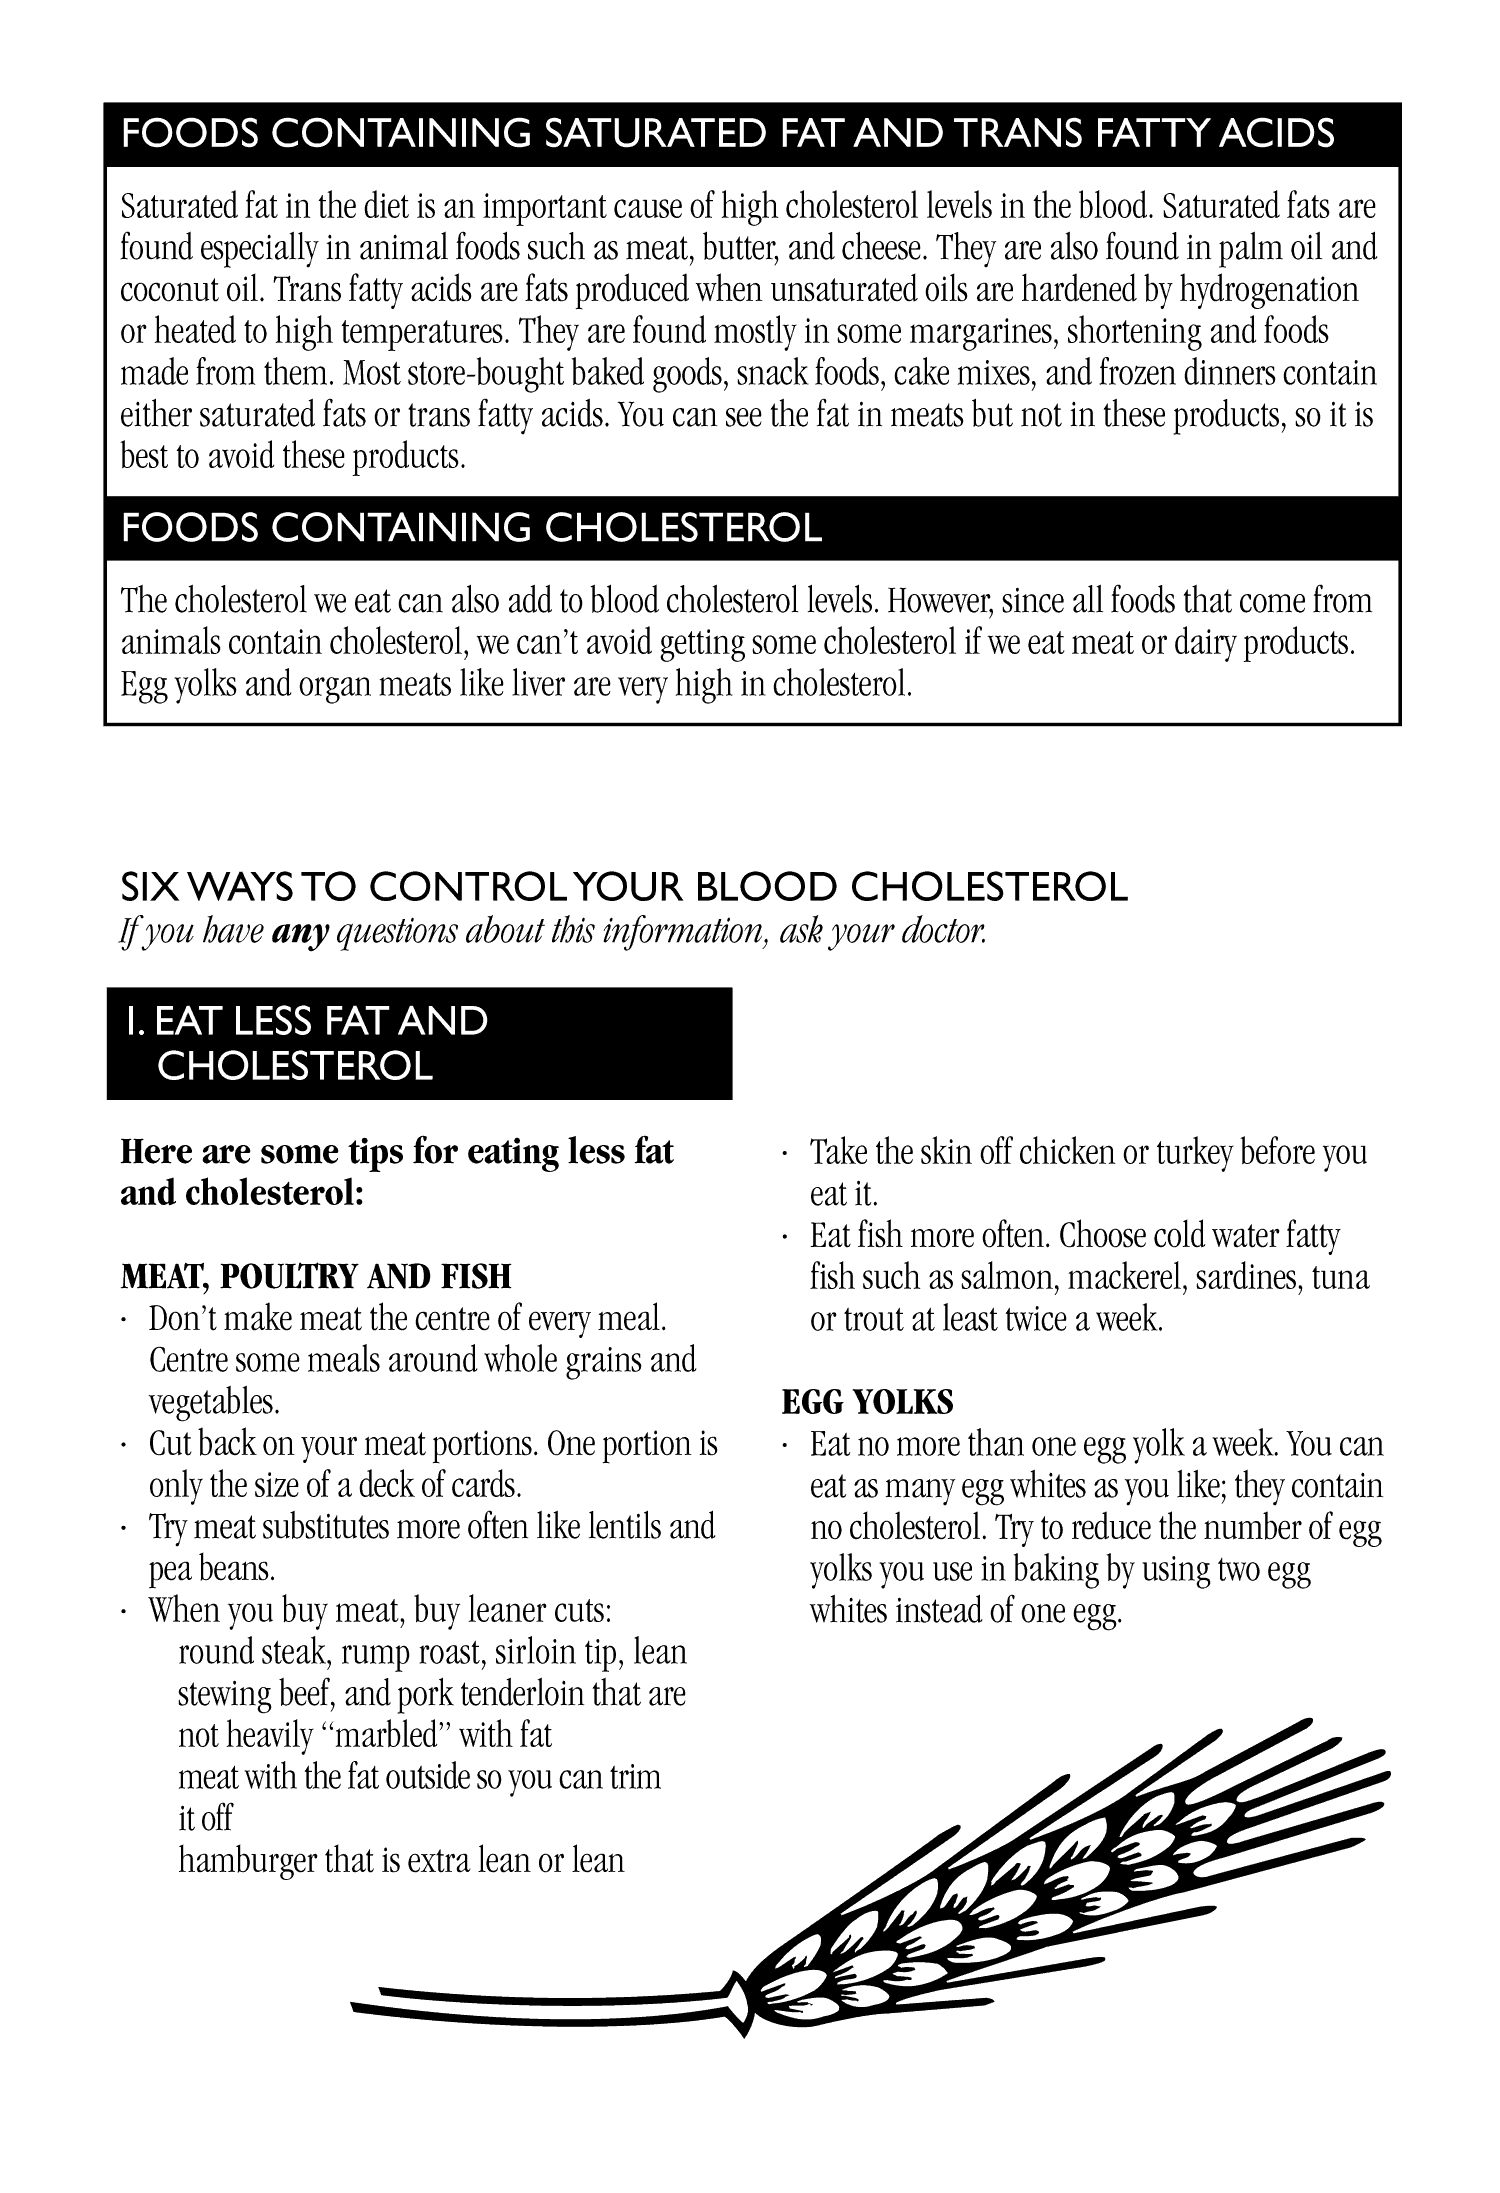 FOODS CONTAINING SATURATED FAT AND TRANS FATTY ACIDS
Saturated fat in the diet is an important cause of high cholesterol levels in the blood. Saturated fats are
found especially in animal foods such as meat, butter, and cheese. They are also found in palm oil and
coconut oil. Trans fatty acids are fats produced when unsaturated oils are hardened by hydrogenation
or heated to high temperatures. They are found mostly in some margarines, shortening and foods
made from them. Most store-bought baked goods, snack foods, cake mixes, and frozen dinners contain
either saturated fats or trans fatty acids. You can see the fat in meats but not in these products, so it is
best to avoid these products.
FOODS CONTAINING CHOLESTEROL
The cholesterol we eat can also add to blood cholesterol levels. However, since all foods that come from
animals contain cholesterol, we can’t avoid getting some cholesterol if we eat meat or dairy products.
Egg yolks and organ meats like liver are very high in cholesterol.
SIX WAYS TO CONTROL YOUR BLOOD CHOLESTEROL
If you have any questions about this information, ask your doctor.
1. EAT LESS FAT AND
CHOLESTEROL
Here are some tips for eating less fat
and cholesterol:
MEAT, POULTRY AND FISH
· Don’t make meat the centre of every meal.
Centre some meals around whole grains and
vegetables.
· Cut back on your meat portions. One portion is
only the size of a deck of cards.
· Try meat substitutes more often like lentils and
pea beans.
· When you buy meat, buy leaner cuts:
round steak, rump roast, sirloin tip, lean
stewing beef, and pork tenderloin that are
not heavily “marbled” with fat
meat with the fat outside so you can trim
it off
hamburger that is extra lean or lean
· Take the skin off chicken or turkey before you
eat it.
· Eat fish more often. Choose cold water fatty
fish such as salmon, mackerel, sardines, tuna
or trout at least twice a week.
EGG YOLKS
· Eat no more than one egg yolk a week. You can
eat as many egg whites as you like; they contain
no cholesterol. Try to reduce the number of egg
yolks you use in baking by using two egg
whites instead of one egg.